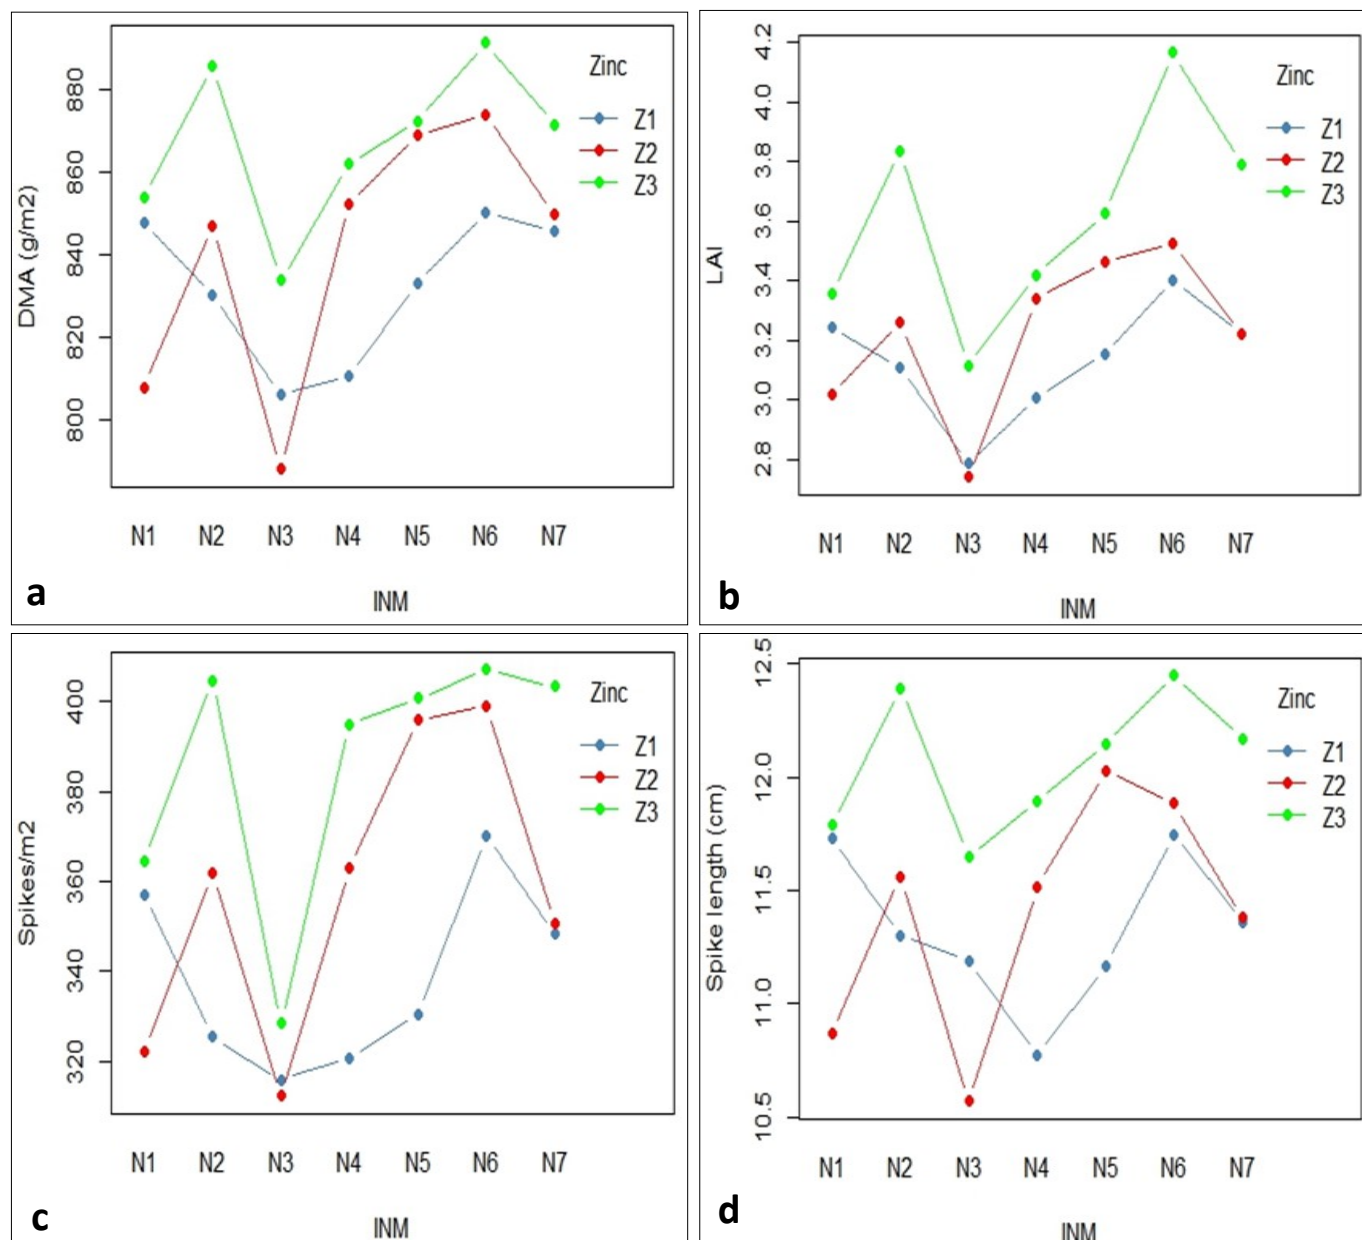 DMA (g/m2)
880
860
840
820
800
Zinc
Z1
Z2
Z3
N1 N2 N3 N4 N5 N6 N7
INM
a
LAI
4.2
4.0
3.8
3.6
3.4
3.2
3.0
2.8
Zinc
Z1
Z2
Z3
N1 N2 N3 N4 N5 N6 N7
INM
b
Spikes/m2
400
380
360
340
320
Zinc
Z1
Z2
Z3
N1 N2 N3 N4 N5 N6 N7
INM
c
Spike length (cm)
12.5
12.0
11.5
11.0
10.5
Zinc
Z1
Z2
Z3
N1 N2 N3 N4 N5 N6 N7
INM
d